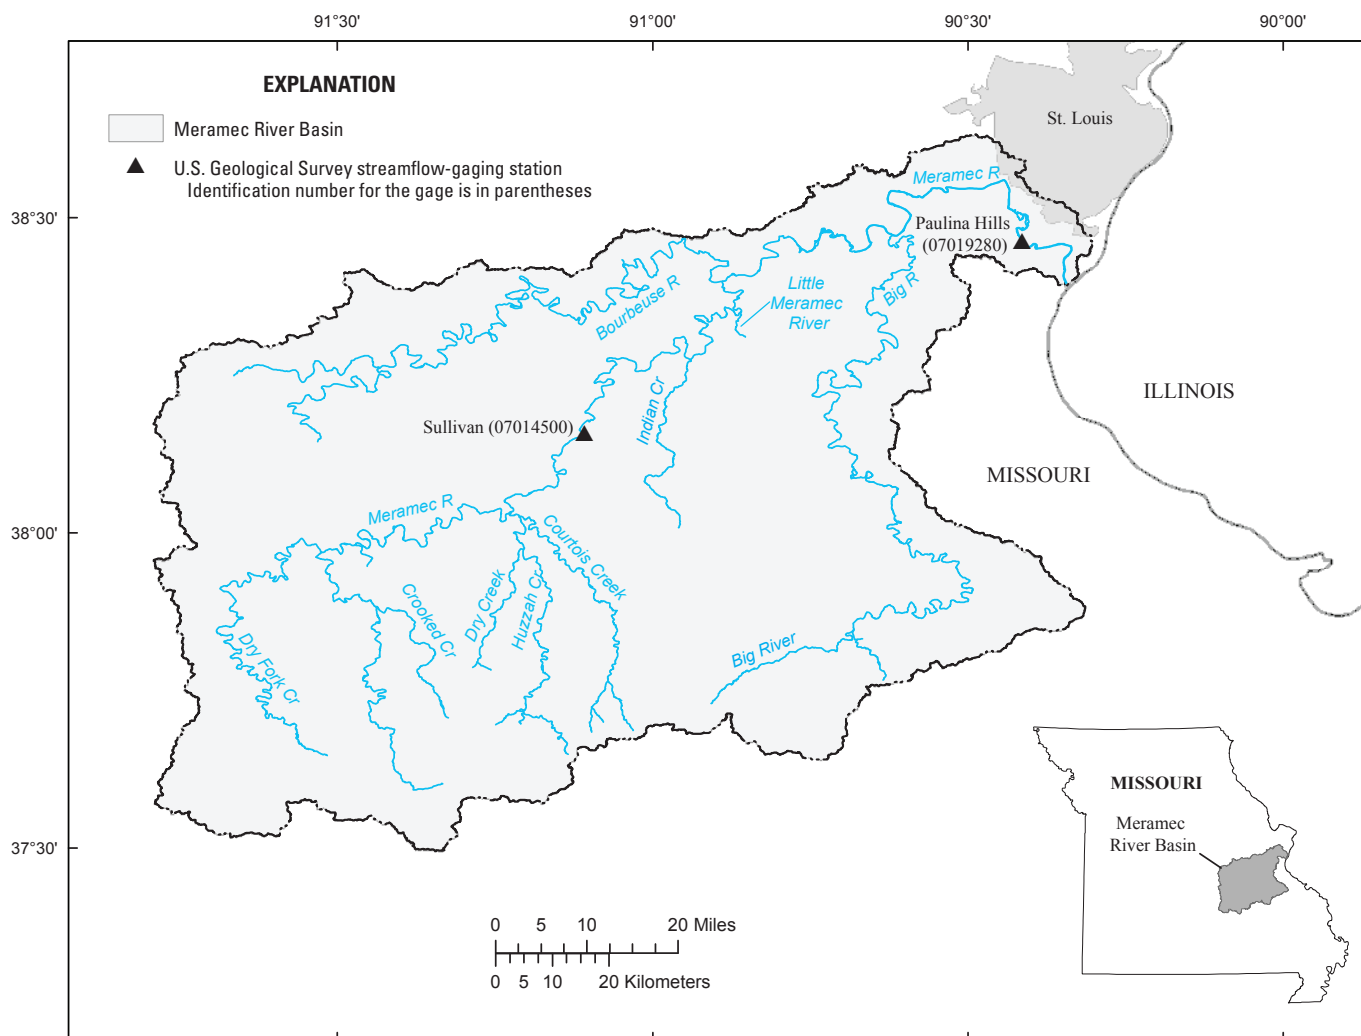 91°30'
91°00'
90°30'
90°00'
EXPLANATION
Meramec River Basin
U.S. Geological Survey streamflow-gaging station
Identification number for the gage is in parentheses
St. Louis
Meramec R
38°30'
Paulina Hills
(07019280)
Little
Meramec
River
Big R
Bourbeuse R
ILLINOIS
Indian Cr
Sullivan (07014500)
MISSOURI
Meramec R
38°00'
Courtois Creek
Dry Creek
Huzzah Cr
Crooked Cr
Dry Fork Cr
Big River
MISSOURI
Meramec
River Basin
37°30'
0 5 10 20 Miles
0 5 10 20 Kilometers